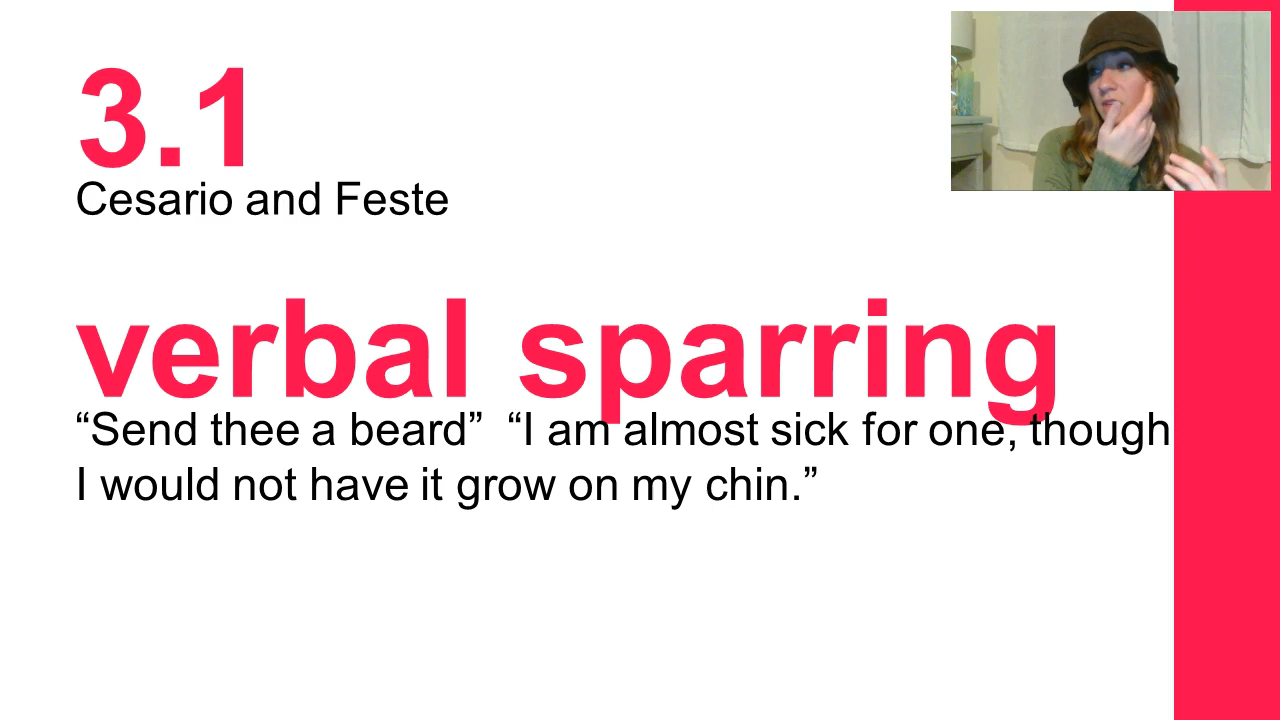 3.1
Cesario and Feste
verbal sparring
“Send thee a beard”  “I am almost sick for one, though
I would not have it grow on my chin.”